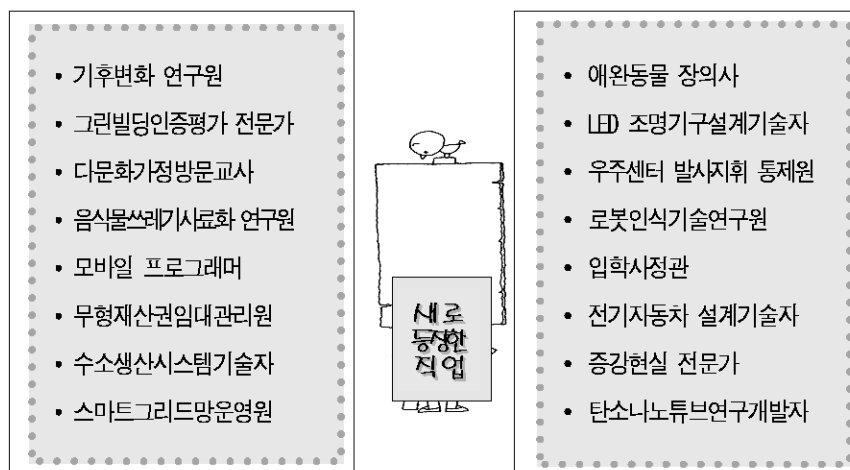 • 기후변화 연구원
• 그린빌딩인증평가 전문가
• 다문화가정방문교사
• 음식물쓰레기사료화 연구원
• 모바일 프로그래머
• 무형재산권임대관리원
• 수소생산시스템기술자
• 스마트그리드망운영원
새로
등장한
직업
• 애완동물 장의사
• LED 조명기구설계기술자
• 우주센터 발사지휘 통제원
• 로봇인식기술연구원
• 입학사정관
• 전기자동차 설계기술자
• 증강현실 전문가
• 탄소나노튜브연구개발자